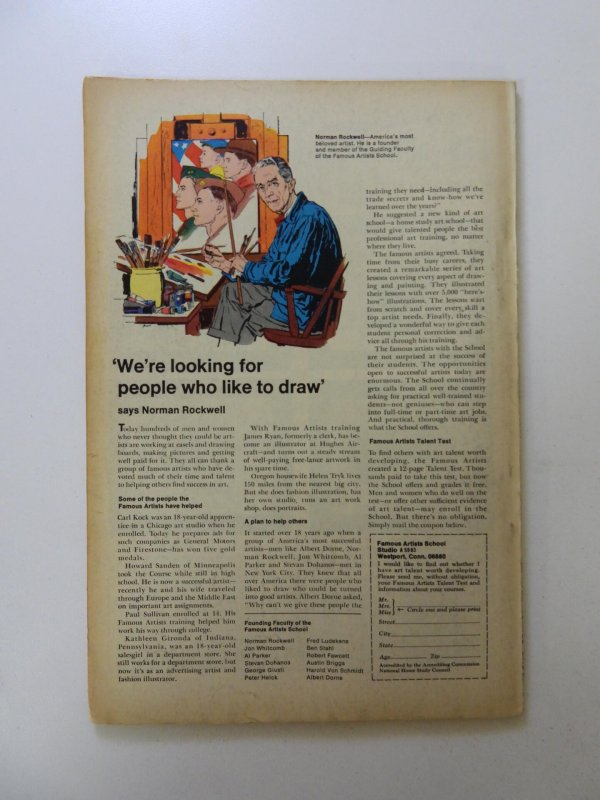 Norman Rockwell—America's most
beloved artist. He is a founder
and member of the Guiding Faculty
of the Famous Artists School.
'We're looking for
people who like to draw'
says Norman Rockwell
Today hundreds of men and women
who never thought they could be art-
ists are working at easels and drawing
boards, making pictures and getting
well paid for it. They all can thank a
group of famous artists who have de-
voted much of their time and talent
to helping others find success in art.
Some of the people the
Famous Artists have helped
Carl Kock was an 18-year-old appren-
tice in a Chicago art studio when he
enrolled. Today he prepares ads for
such companies as General Motors
and Firestone—has won five gold
medals.
Howard Sanden of Minneapolis
took the Course while still in high
school. He is now a successful artist—
recently he and his wife traveled
through Europe and the Middle East
on important art assignments.
Paul Sullivan enrolled at 14. His
Famous Artists training helped him
work his way through college.
Kathleen Gironda of Indiana,
Pennsylvania, was an 18-year-old
salesgirl in a department store. She
still works for a department store, but
now it's as an advertising artist and
fashion illustrator.
With Famous Artists training
James Ryan, formerly a clerk, has be-
come an illustrator at Hughes Air-
craft—and turns out a steady stream
of well-paying free-lance artwork in
his spare time.
Oregon housewife Helen Tryk lives
150 miles from the nearest big city.
But she does fashion illustration, has
her own studio, runs an art work
shop, does portraits.
A plan to help others
It started over 18 years ago when a
group of America's most successful
artists—men like Albert Dorne, Nor-
man Rockwell, Jon Whitcomb, Al
Parker and Stevan Dohanos—met in
New York City. They knew that all
over America there were people who
liked to draw who could be turned
into good artists. Albert Dorne asked,
"Why can't we give these people the
Founding Faculty of the
Famous Artists School
Norman Rockwell
Jon Whitcomb
Al Parker
Stevan Dohanos
George Giusti
Peter Helck
Fred Ludekens
Ben Stahl
Robert Fawcett
Austin Briggs
Harold Von Schmidt
Albert Dorne
training they need—including all the
trade secrets and know-how we've
learned over the years?"
He suggested a new kind of art
school—a home study art school—that
would give talented people the best
professional art training, no matter
where they live.
The famous artists agreed. Taking
time from their busy careers, they
created a remarkable series of art
lessons covering every aspect of draw-
ing and painting. They illustrated
their lessons with over 5,000 "here's
how" illustrations. The lessons start
from scratch and cover every skill a
top artist needs. Finally, they de-
veloped a wonderful way to give each
student personal correction and ad-
vice all through his training.
The famous artists with the School
are not surprised at the success of
their students. The opportunities
open to successful artists today are
enormous. The School continually
gets calls from all over the country
asking for practical well-trained stu-
dents—not geniuses—who can step
into full-time or part-time art jobs.
And practical, thorough training is
what the School offers.
Famous Artists Talent Test
To find others with art talent worth
developing, the Famous Artists
created a 12-page Talent Test. Thou-
sands paid to take this test, but now
the School offers and grades it free.
Men and women who do well on the
test—or offer other sufficient evidence
of art talent—may enroll in the
School. But there's no obligation.
Simply mail the coupon below.
Famous Artists School
Studio
Westport, Conn. 06880
I would like to find out whether I
have art talent worth developing.
Please send me, without obligation,
your Famous Artists Talent Test and
information about your courses.
Mr.
Mrs. ← Circle one and please print
Miss
Street
City
State
Age Zip
Accredited by the Accrediting Commission
National Home Study Council